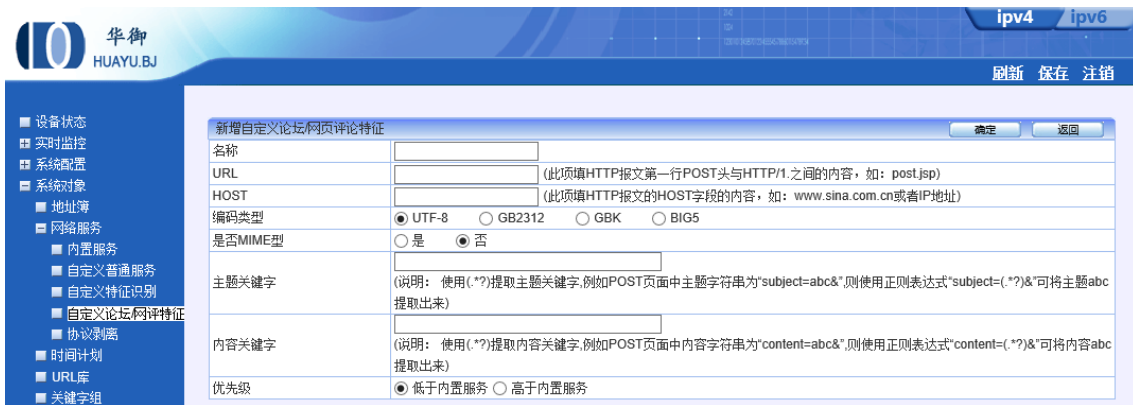 华御
HUAYU.BJ
ipv4 ipv6
刷新 保存 注销
设备状态
实时监控
系统配置
系统对象
地址簿
网络服务
内置服务
自定义普通服务
自定义特征识别
自定义论坛/网评特征
协议剥离
时间计划
URL库
关键字组
新增自定义论坛/网页评论特征 确定 返回
名称
URL (此项填HTTP报文第一行POST头与HTTP/1.之间的内容，如：post.jsp)
HOST (此项填HTTP报文的HOST字段的内容，如：www.sina.com.cn或者IP地址)
编码类型 UTF-8 GB2312 GBK BIG5
是否MIME型 是 否
主题关键字
(说明： 使用(.*?)提取主题关键字,例如POST页面中主题字符串为“subject=abc&”,则使用正则表达式“subject=(.*?)&”可将主题abc
提取出来)
内容关键字
(说明： 使用(.*?)提取内容关键字,例如POST页面中内容字符串为“content=abc&”,则使用正则表达式“content=(.*?)&”可将内容abc
提取出来)
优先级 低于内置服务 高于内置服务